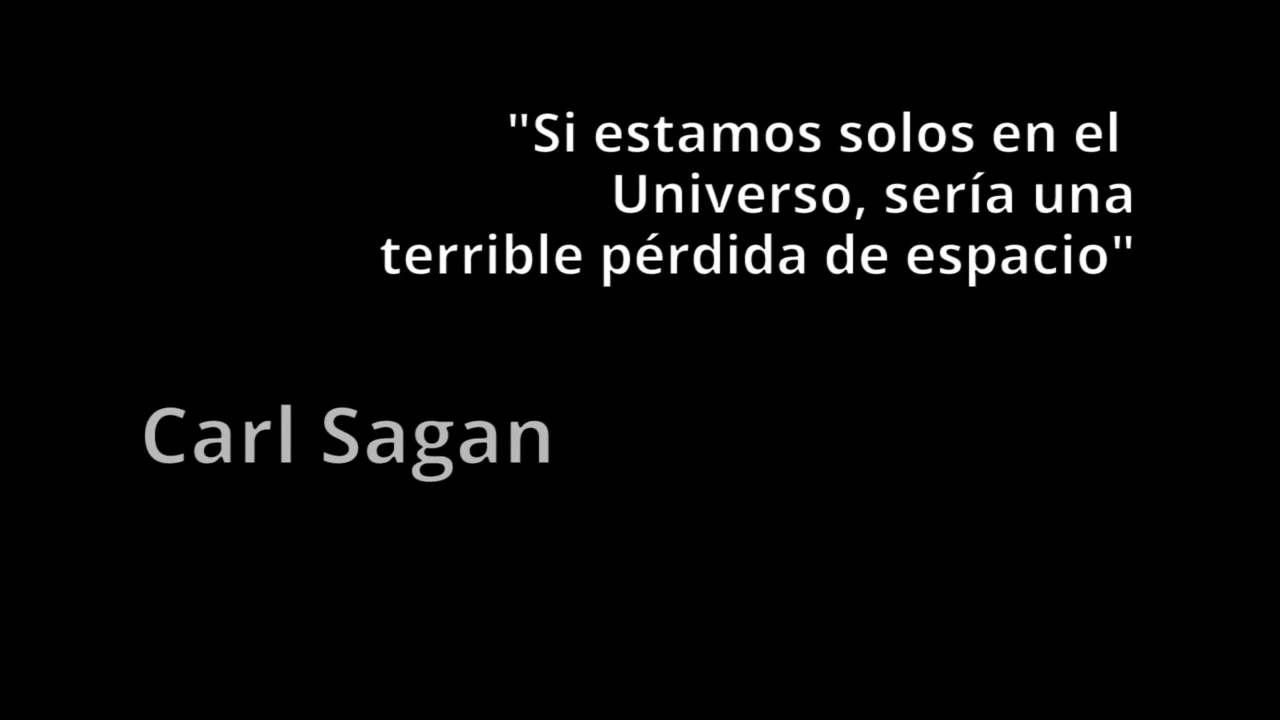 "Si estamos solos en el
Universo, sería una
terrible pérdida de espacio"
Carl Sagan